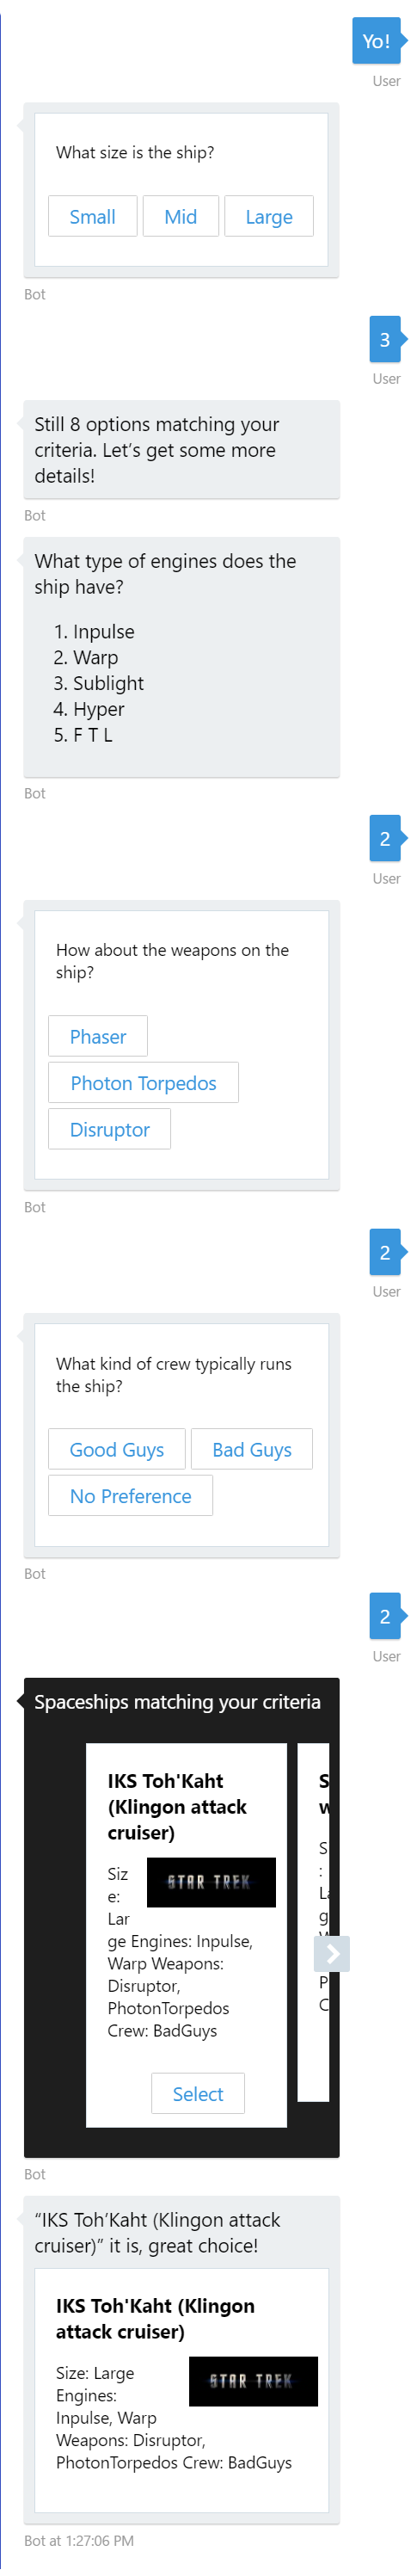 Yo!
User
What size is the ship?
Small Mid Large
Bot
3
User
Still 8 options matching your
criteria. Let's get some more
details!
Bot
What type of engines does the
ship have?
1. Inpulse
2. Warp
3. Sublight
4. Hyper
5. F T L
Bot
2
User
How about the weapons on the
ship?
Phaser
Photon Torpedos
Disruptor
Bot
2
User
What kind of crew typically runs
the ship?
Good Guys Bad Guys
No Preference
Bot
2
User
Spaceships matching your criteria
IKS Toh'Kaht
(Klingon attack
cruiser)
STAR TREK
Siz
e:
Lar
ge Engines: Inpulse,
Warp Weapons:
Disruptor,
PhotonTorpedos
Crew: BadGuys
Select
Bot
“IKS Toh’Kaht (Klingon attack
cruiser)” it is, great choice!
IKS Toh'Kaht (Klingon
attack cruiser)
STAR TREK
Size: Large
Engines:
Inpulse, Warp
Weapons: Disruptor,
PhotonTorpedos Crew: BadGuys
Bot at 1:27:06 PM